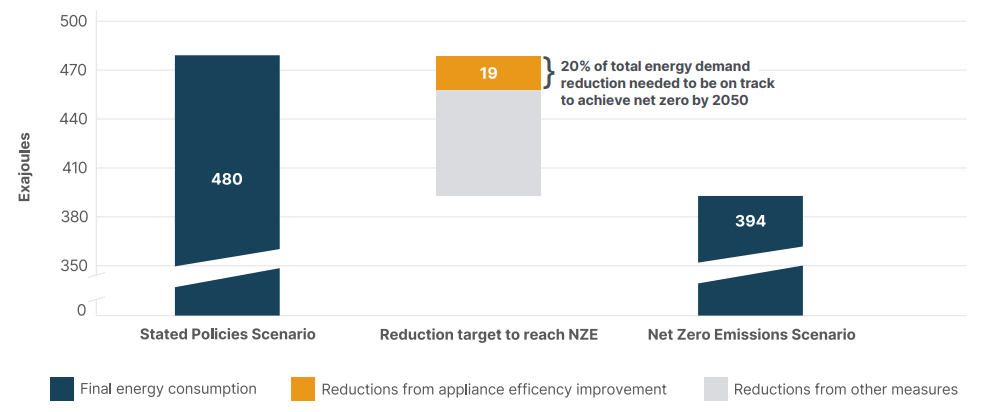 500
470
440
410
380
350
0
Exajoules
480
19
20% of total energy demand
reduction needed to be on track
to achieve net zero by 2050
394
Stated Policies Scenario
Reduction target to reach NZE
Net Zero Emissions Scenario
Final energy consumption
Reductions from appliance efficency improvement
Reductions from other measures